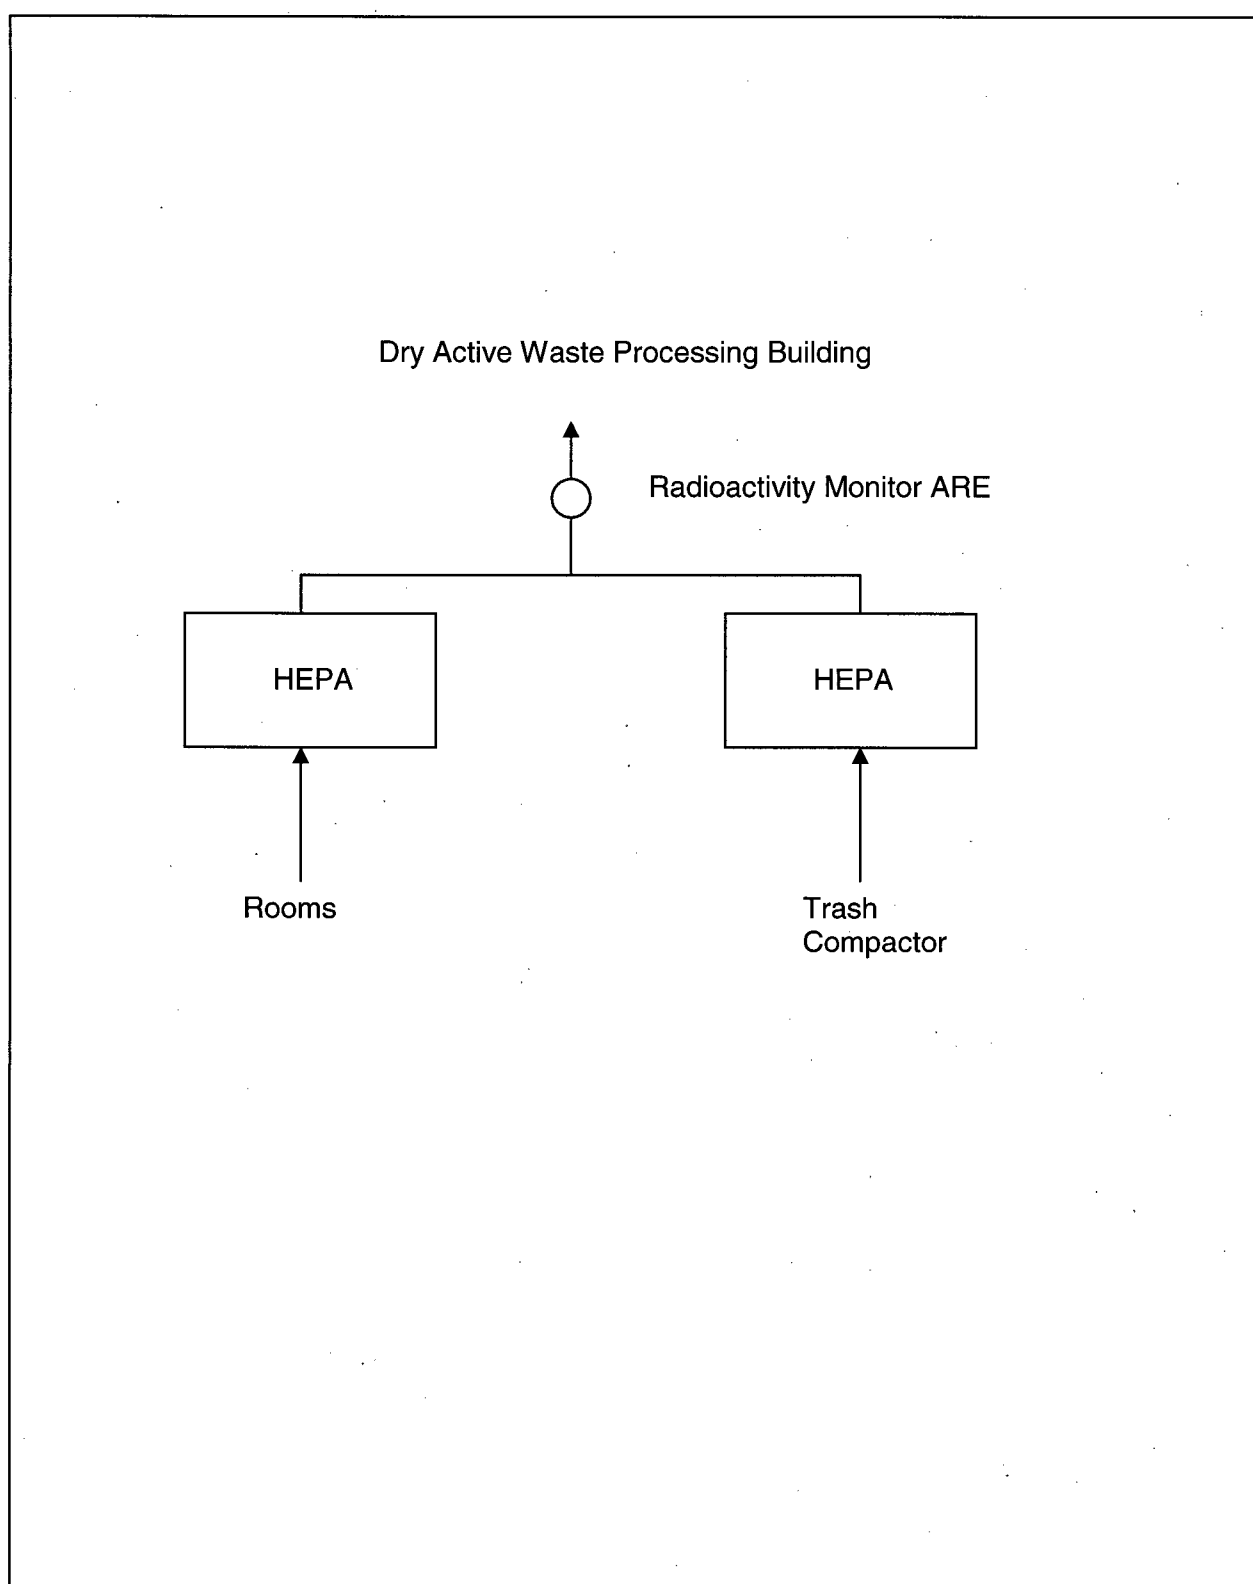 Dry Active Waste Processing Building
Radioactivity Monitor ARE
HEPA
HEPA
Rooms
Trash
Compactor